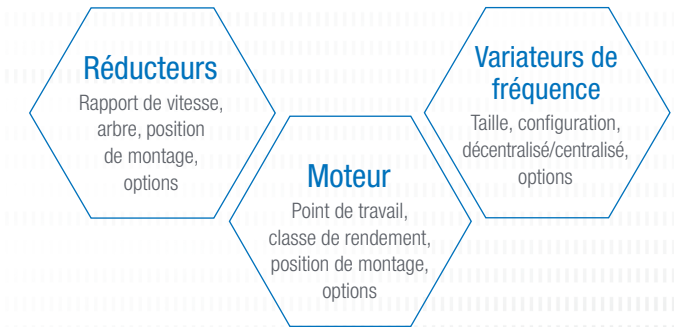 Réducteurs
Rapport de vitesse,
arbre, position
de montage,
options
Moteur
Point de travail,
classe de rendement,
position de montage,
options
Variateurs de
fréquence
Taille, configuration,
décentralisé/centralisé,
options